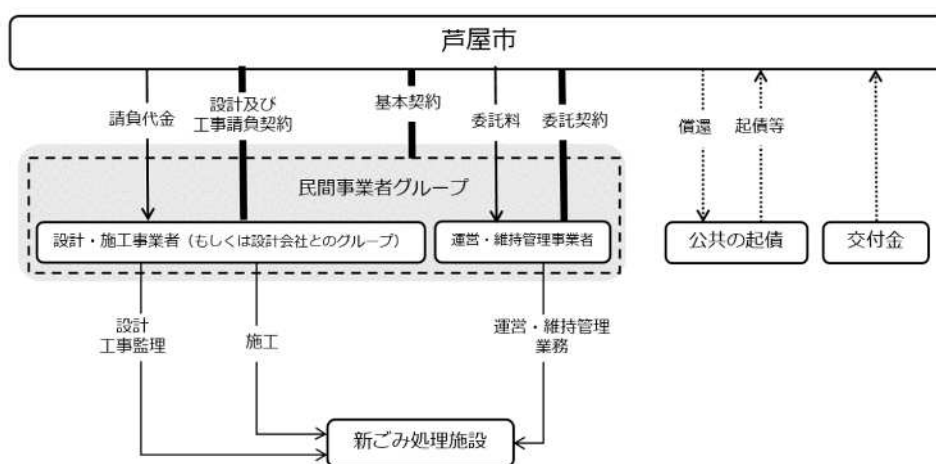 芦屋市
請負代金
設計及び
工事請負契約
基本契約
委託料
委託契約
償還
起債等
民間事業者グループ
設計・施工事業者（もしくは設計会社とのグループ）
運営・維持管理事業者
公共の起債
交付金
設計
工事監理
施工
運営・維持管理
業務
新ごみ処理施設